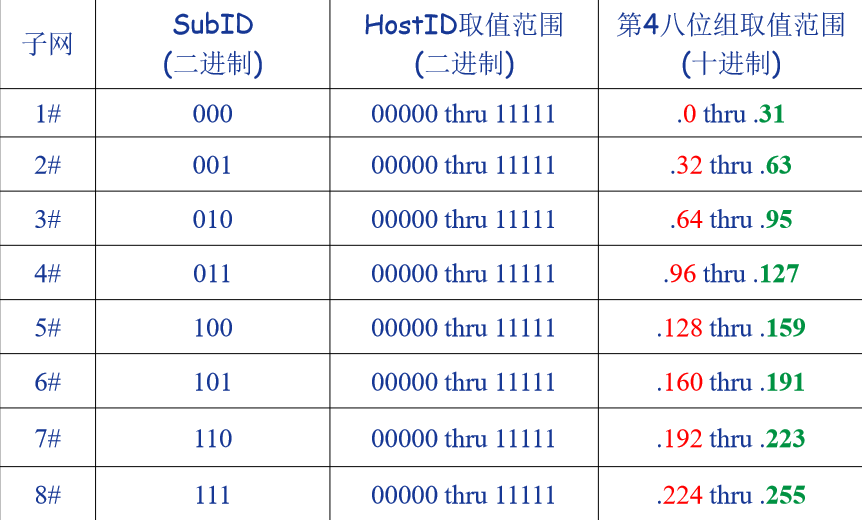 子网 SubID (二进制) HostID取值范围 (二进制) 第4八位组取值范围 (十进制)
1# 000 00000 thru 11111 .0 thru .31
2# 001 00000 thru 11111 .32 thru .63
3# 010 00000 thru 11111 .64 thru .95
4# 011 00000 thru 11111 .96 thru .127
5# 100 00000 thru 11111 .128 thru .159
6# 101 00000 thru 11111 .160 thru .191
7# 110 00000 thru 11111 .192 thru .223
8# 111 00000 thru 11111 .224 thru .255